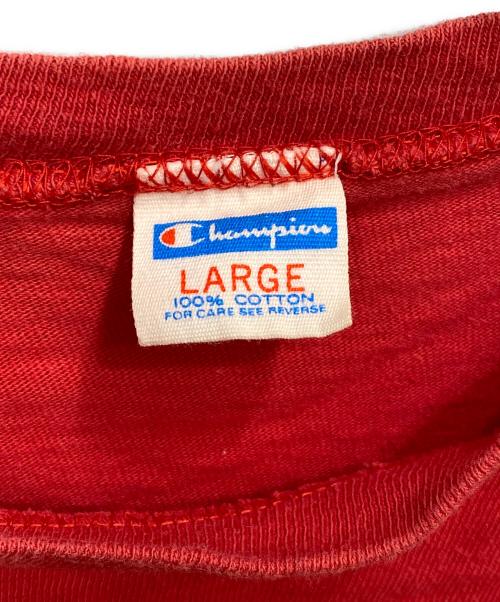 Champion
LARGE
100% COTTON
FOR CARE SEE REVERSE